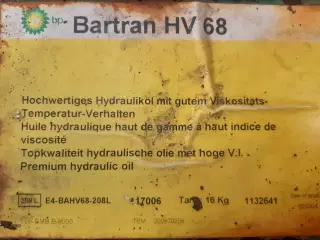 bp Bartran HV 68
Hochwertiges Hydrauliköl mit gutem Viskositäts-
Temperatur-Verhalten
Huile hydraulique haut de gamme à haut indice de
viscosité
Topkwaliteit hydraulische olie met hoge V.I.
Premium hydraulic oil
208 L E4-BAHV68-208L 17006 16 Kg 1132641